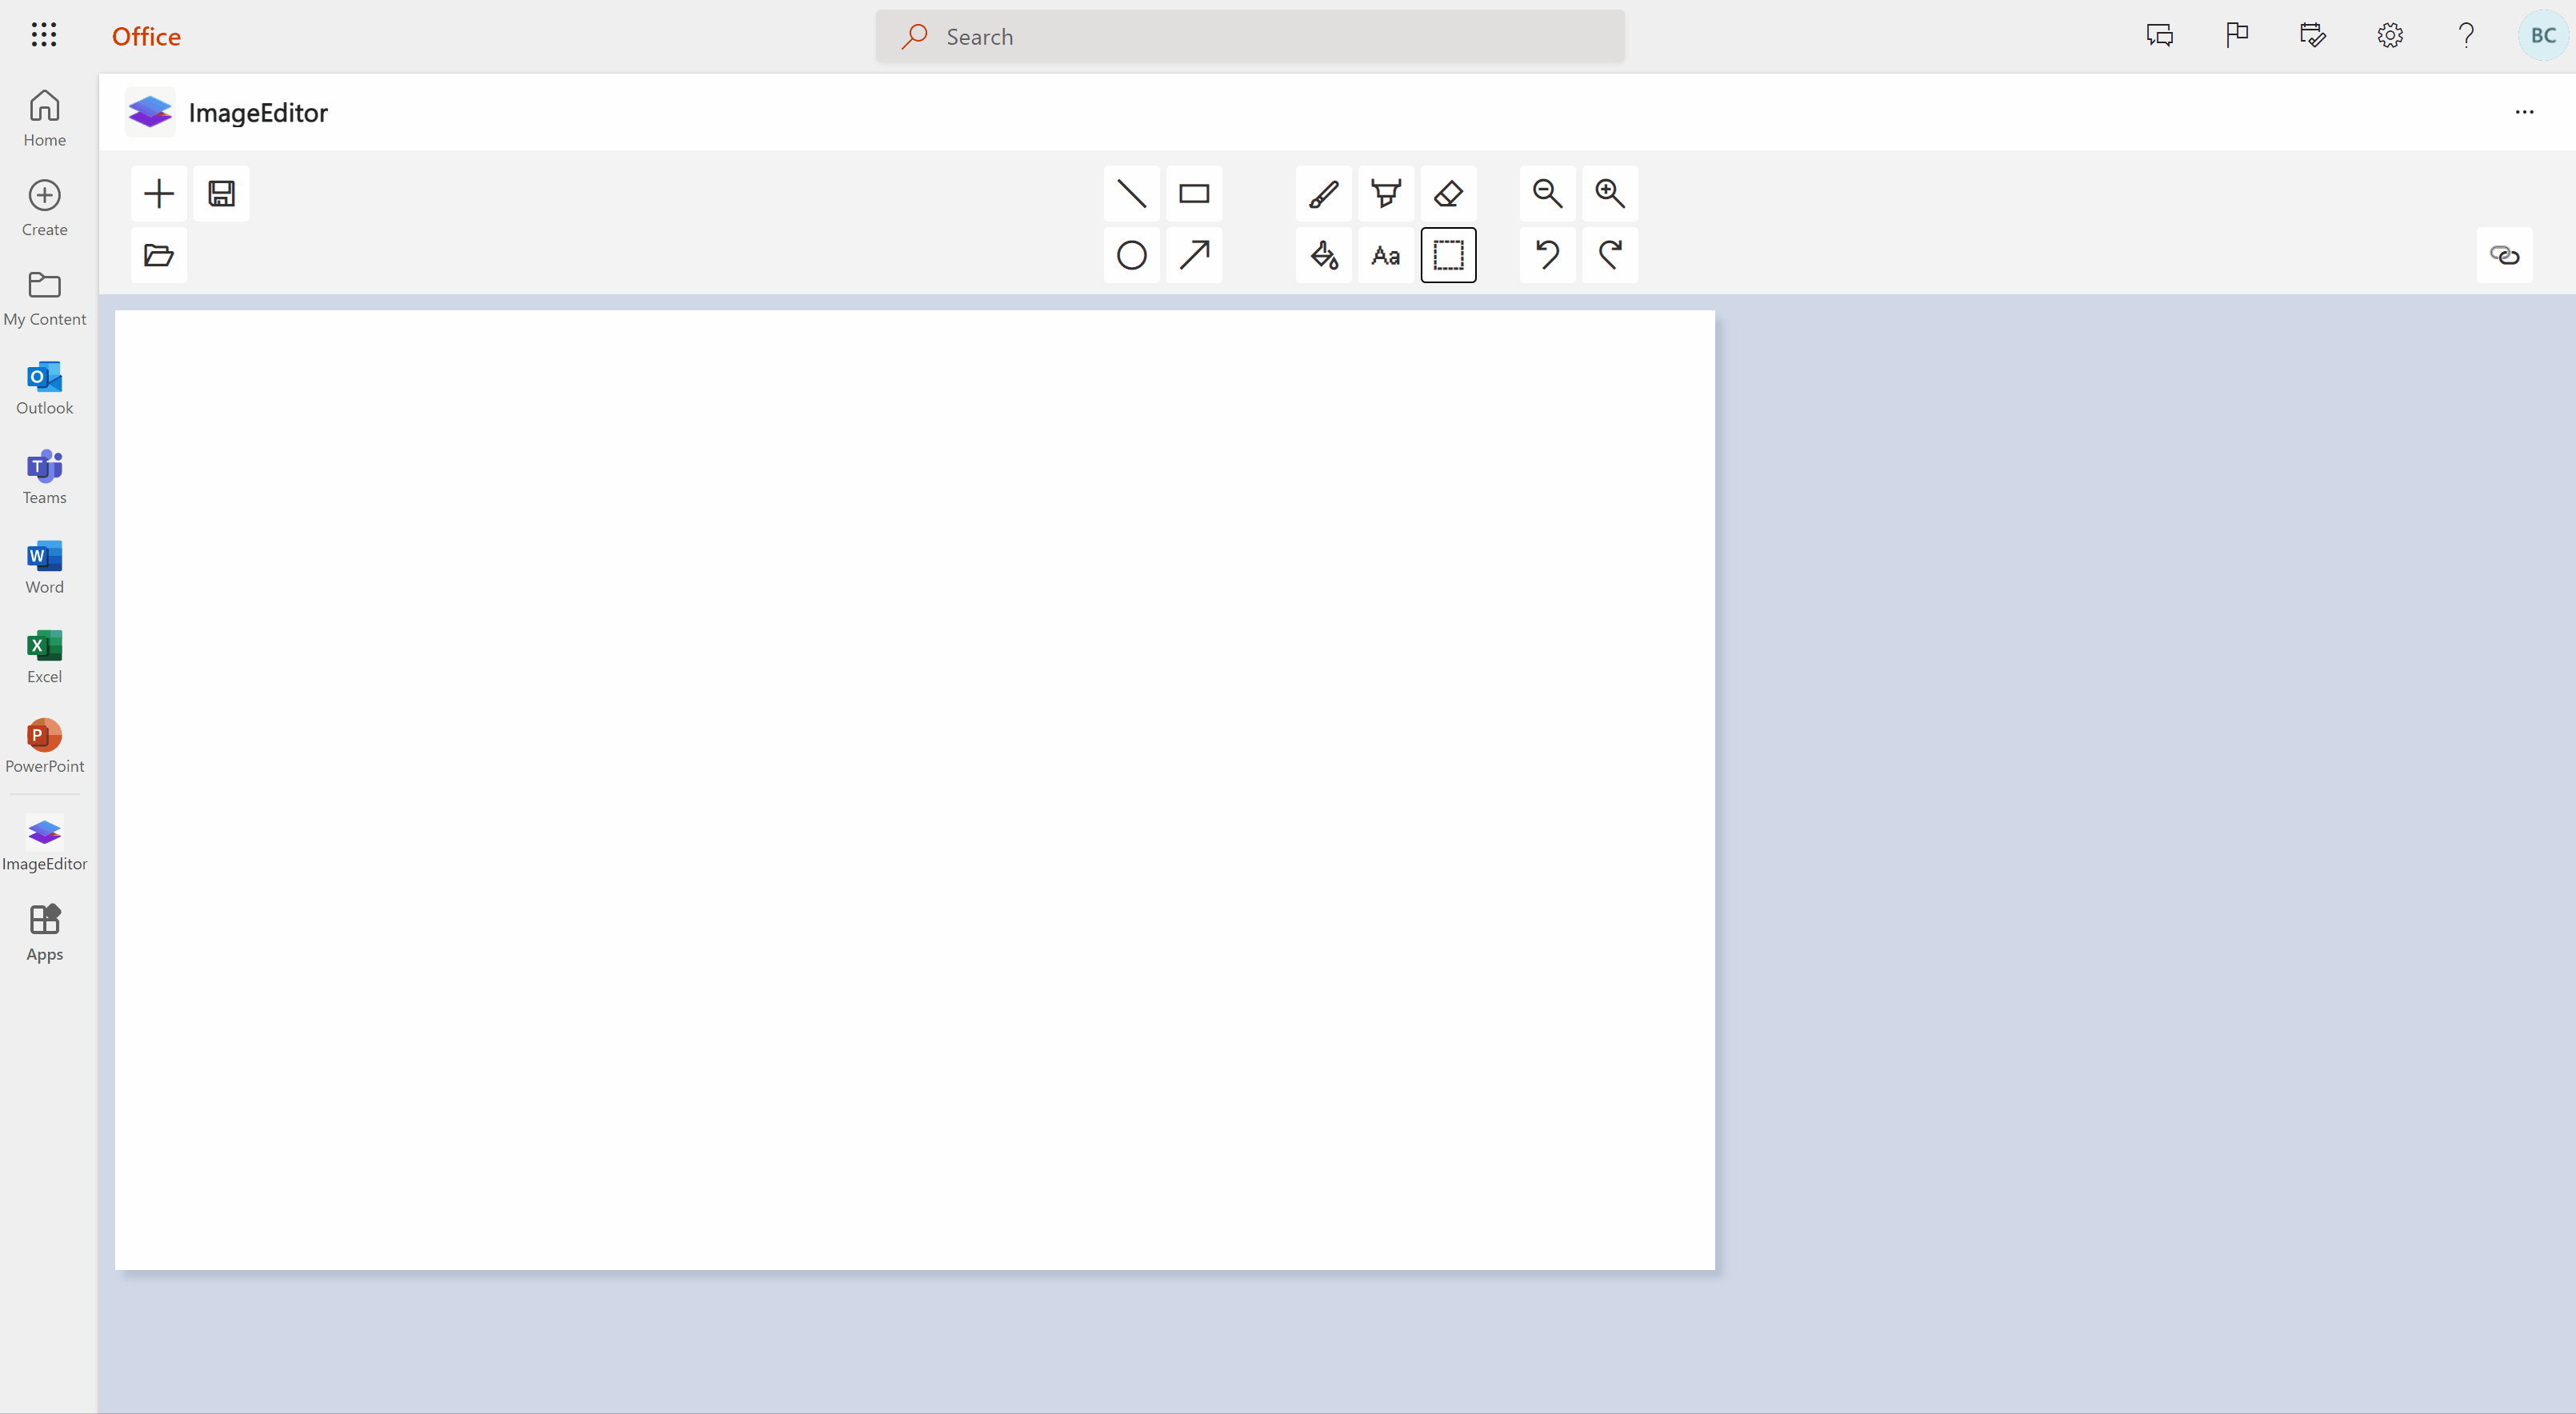 Office
Search
BC
ImageEditor
Home
Create
My Content
Outlook
Teams
Word
Excel
PowerPoint
ImageEditor
Apps
Aa